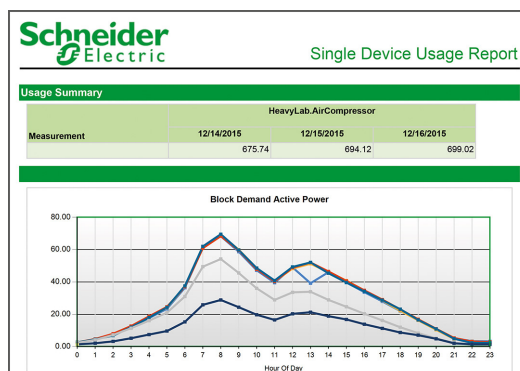 Schneider
Electric
Single Device Usage Report
Usage Summary
HeavyLab.AirCompressor
Measurement 12/14/2015 12/15/2015 12/16/2015
675.74 694.12 699.02
Block Demand Active Power
80.00
60.00
40.00
20.00
0.00
0 1 2 3 4 5 6 7 8 9 10 11 12 13 14 15 16 17 18 19 20 21 22 23
Hour Of Day